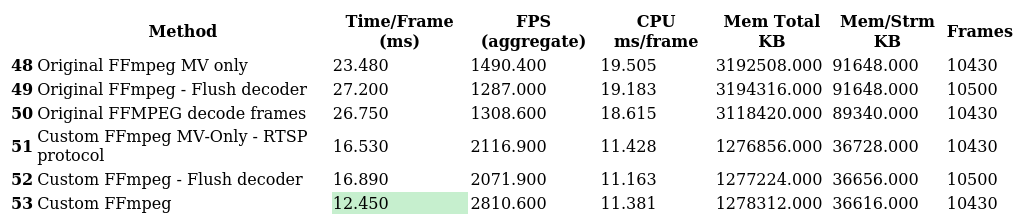 Method Time/Frame (ms) FPS (aggregate) CPU ms/frame Mem Total KB Mem/Strm KB Frames
48 Original FFmpeg MV only 23.480 1490.400 19.505 3192508.000 91648.000 10430
49 Original FFmpeg - Flush decoder 27.200 1287.000 19.183 3194316.000 91648.000 10500
50 Original FFMPEG decode frames 26.750 1308.600 18.615 3118420.000 89340.000 10430
51 Custom FFmpeg MV-Only - RTSP protocol 16.530 2116.900 11.428 1276856.000 36728.000 10430
52 Custom FFmpeg - Flush decoder 16.890 2071.900 11.163 1277224.000 36656.000 10500
53 Custom FFmpeg 12.450 2810.600 11.381 1278312.000 36616.000 10430